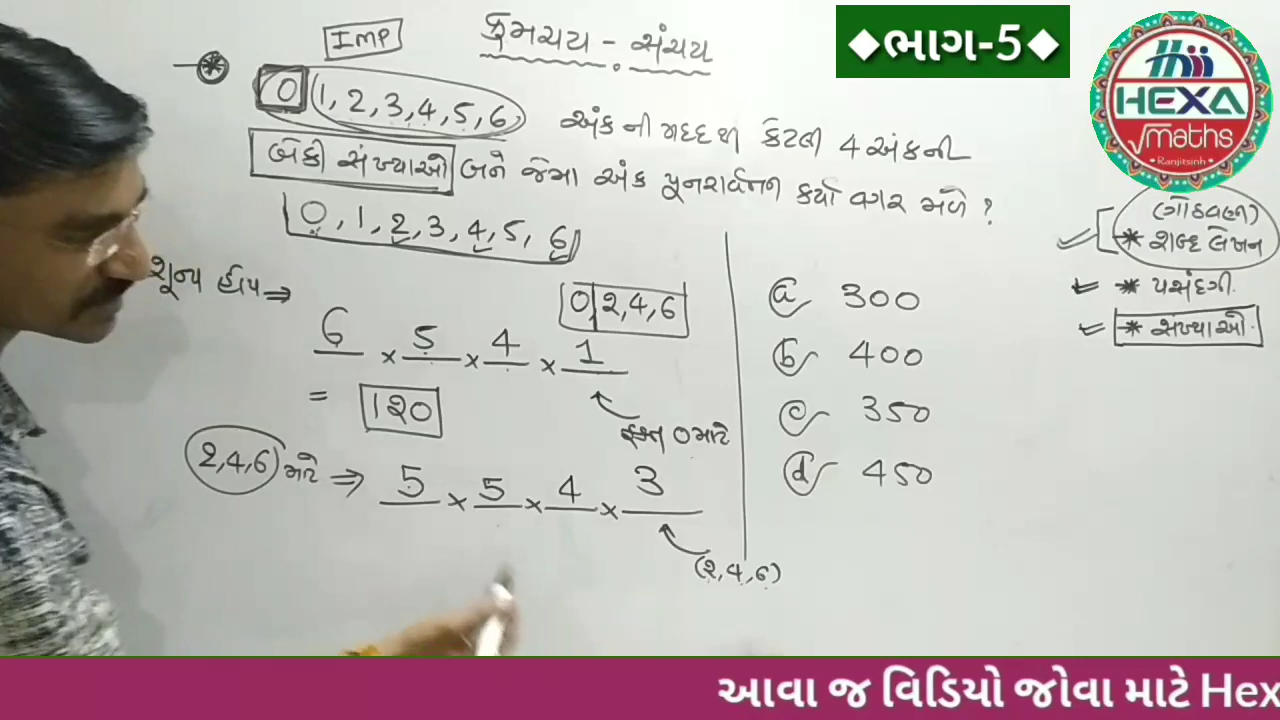 ◆ભાગ-5◆
HEXA
maths
Ranjitsinh
IMP
ક્રમચય - સંચય
0, 1, 2, 3, 4, 5, 6 અંક ની મદદથી કેટલી 4 અંકની
બેકી સંખ્યાઓ બને જેમા અંક પૂનરાર્વતન કર્યા વગર મળે ?
0, 1, 2, 3, 4, 5, 6
(ગોઠવણ)
* શબ્દ લેખન
* પસંદગી.
* સંખ્યાઓ.
શૂન્ય હોય ⇒
0, 2, 4, 6
6 × 5 × 4 × 1
= 120
ફક્ત 0 માટે
2, 4, 6 માટે ⇒ 5 × 5 × 4 × 3
(2, 4, 6)
a 300
b 400
c 350
d 450
આવા જ વિડિયો જોવા માટે Hex